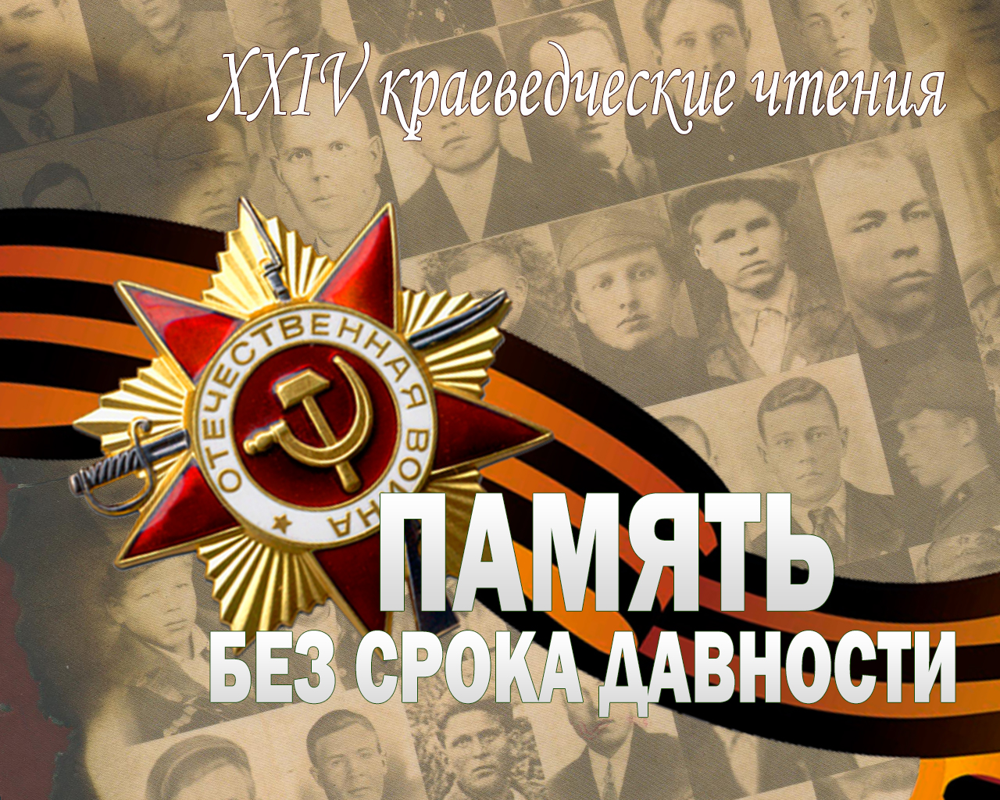 XXIV краеведческие чтения
ОТЕЧЕСТВЕННАЯ ВОЙНА
ПАМЯТЬ
БЕЗ СРОКА ДАВНОСТИ